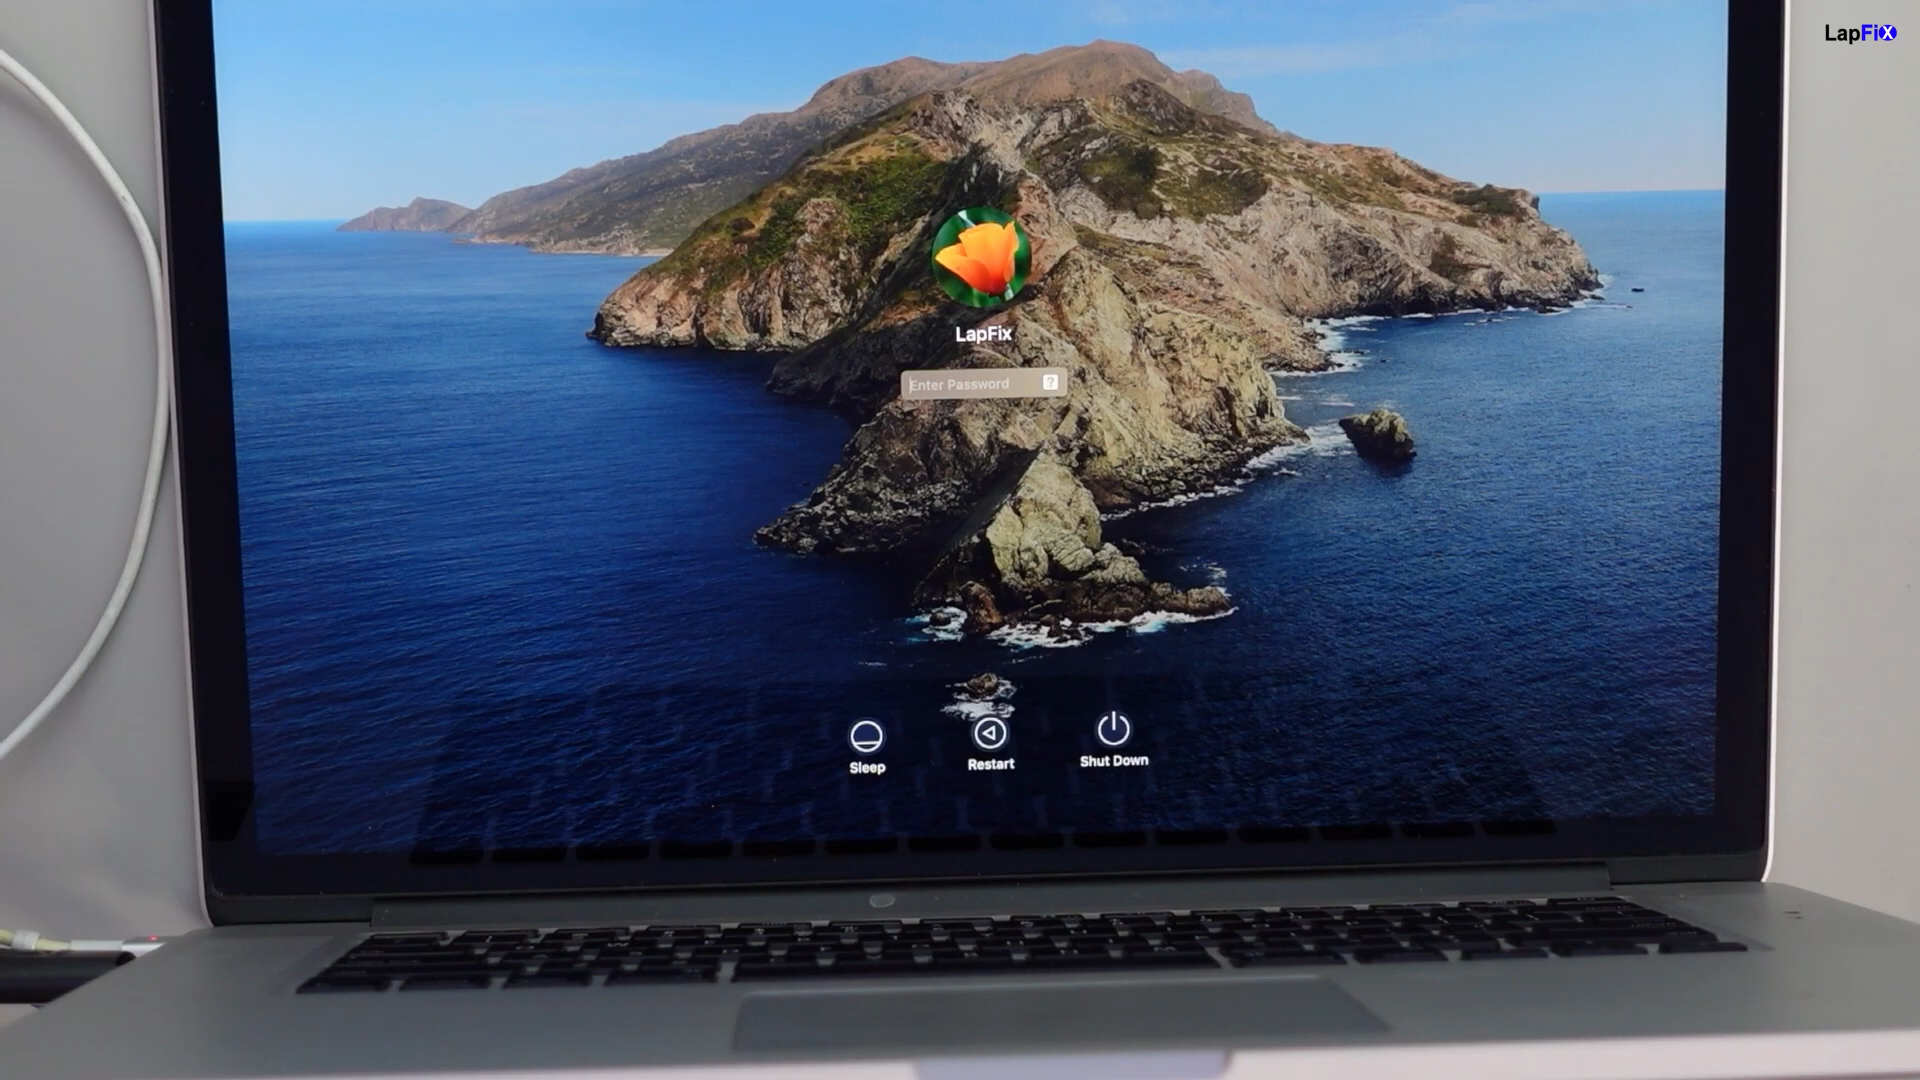 LapFix
LapFix
Enter Password
?
Sleep
Restart
Shut Down